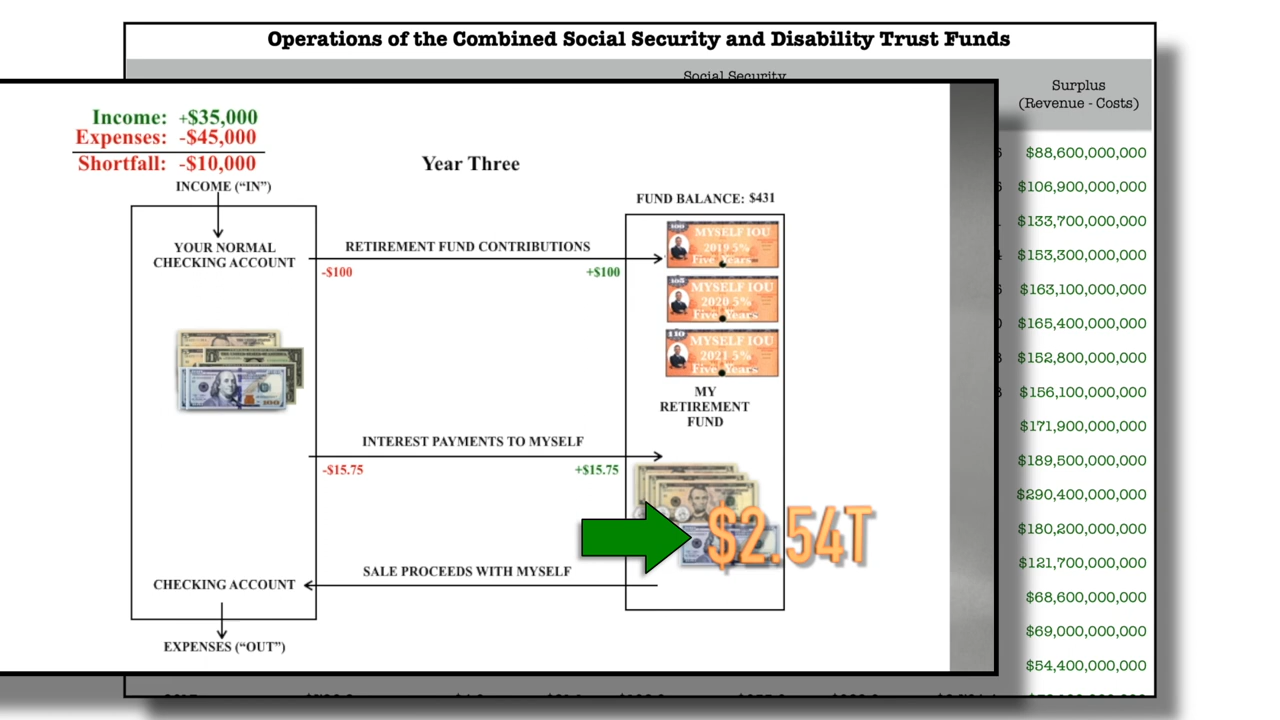 Operations of the Combined Social Security and Disability Trust Funds
Social Security
Surplus
(Revenue - Costs)
Income: +$35,000
Expenses: -$45,000
Shortfall: -$10,000
Year Three
INCOME (“IN”)
FUND BALANCE: $431
YOUR NORMAL
CHECKING ACCOUNT
RETIREMENT FUND CONTRIBUTIONS
-$100
+$100
100
MYSELF IOU
2019 5%
Five Years
105
MYSELF IOU
2020 5%
Five Years
110
MYSELF IOU
2021 5%
Five Years
MY
RETIREMENT
FUND
INTEREST PAYMENTS TO MYSELF
-$15.75
+$15.75
$2.54T
SALE PROCEEDS WITH MYSELF
CHECKING ACCOUNT
EXPENSES (“OUT”)
$88,600,000,000
$106,900,000,000
$133,700,000,000
$153,300,000,000
$163,100,000,000
$165,400,000,000
$152,800,000,000
$156,100,000,000
$171,900,000,000
$189,500,000,000
$290,400,000,000
$180,200,000,000
$121,700,000,000
$68,600,000,000
$69,000,000,000
$54,400,000,000